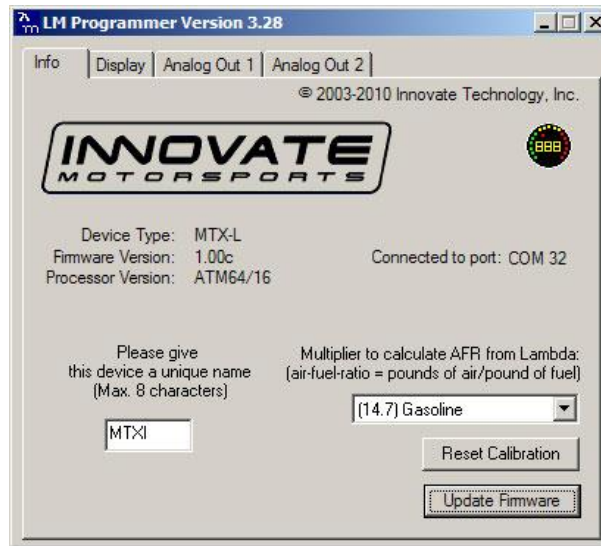 LM Programmer Version 3.28
Info Display Analog Out 1 Analog Out 2
© 2003-2010 Innovate Technology, Inc.
INNOVATE
MOTORSPORTS
888
Device Type: MTX-L
Firmware Version: 1.00c
Connected to port: COM 32
Processor Version: ATM64/16
Please give
this device a unique name
(Max. 8 characters)
MTXl
Multiplier to calculate AFR from Lambda:
(air-fuel-ratio = pounds of air/pound of fuel)
(14.7) Gasoline
Reset Calibration
Update Firmware